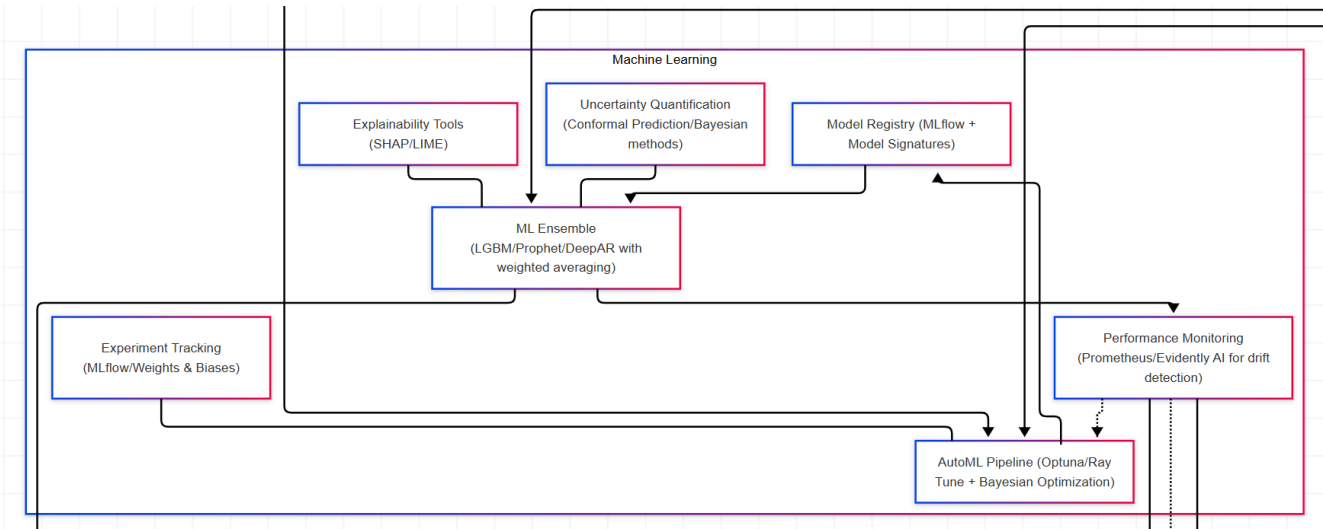 Machine Learning
Explainability Tools
(SHAP/LIME)
Uncertainty Quantification
(Conformal Prediction/Bayesian
methods)
Model Registry (MLflow +
Model Signatures)
ML Ensemble
(LGBM/Prophet/DeepAR with
weighted averaging)
Experiment Tracking
(MLflow/Weights & Biases)
Performance Monitoring
(Prometheus/Evidently AI for drift
detection)
AutoML Pipeline (Optuna/Ray
Tune + Bayesian Optimization)